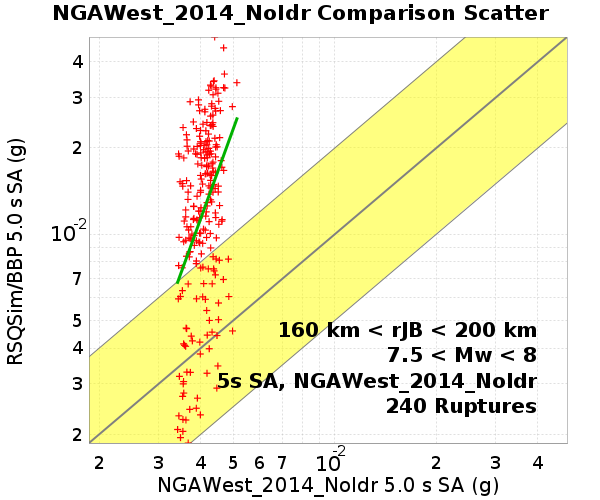 NGAWest_2014_NoIdr Comparison Scatter
RSQSim/BBP 5.0 s SA (g)
4
3
2
10-2
7
5
4
3
2
160 km < rJB < 200 km
7.5 < Mw < 8
5s SA, NGAWest_2014_NoIdr
240 Ruptures
2 3 4 5 6 7 10-2 2 3 4
NGAWest_2014_NoIdr 5.0 s SA (g)